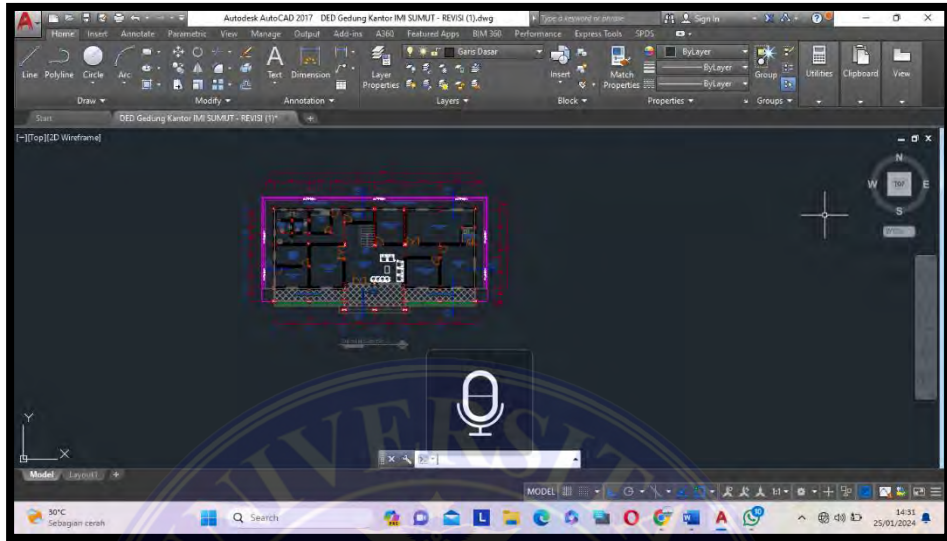 Autodesk AutoCAD 2017 DED Gedung Kantor IMI SUMUT - REVISI (1).dwg
Type a keyword or phrase
Sign In
Home Insert Annotate Parametric View Manage Output Add-ins A360 Featured Apps BIM 360 Performance Express Tools SPDS
Line Polyline Circle Arc
Text Dimension
Layer Properties
Garis Dasar
Insert
Match Properties
ByLayer
ByLayer
ByLayer
Group
Utilities Clipboard View
Draw Modify Annotation Layers Block Properties Groups
Start DED Gedung Kantor IMI SUMUT - REVISI (1)*
[–][Top][2D Wireframe]
N
W TOP E
S
Y
X
UNIVERSIT
Model Layout1 +
MODEL 1:1
30°C
Sebagian cerah
Search
14:31
25/01/2024